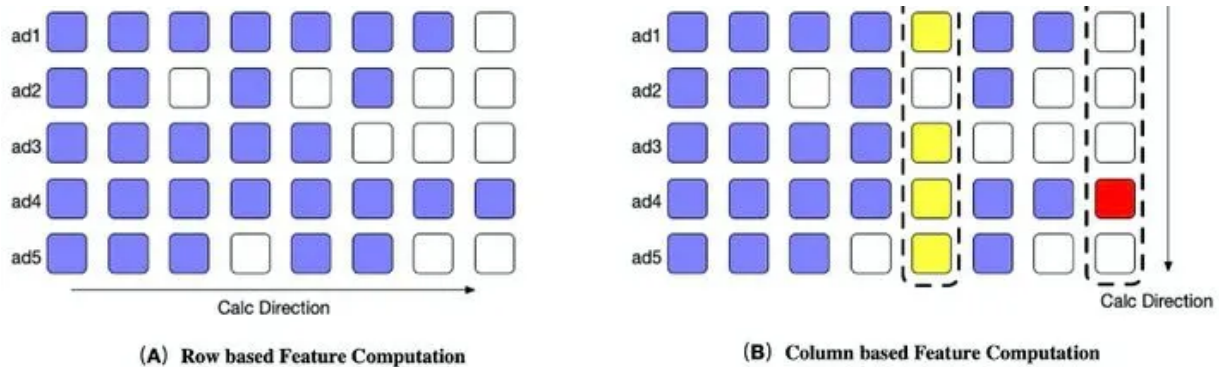 ad1
ad2
ad3
ad4
ad5
Calc Direction
(A) Row based Feature Computation
ad1
ad2
ad3
ad4
ad5
Calc Direction
(B) Column based Feature Computation